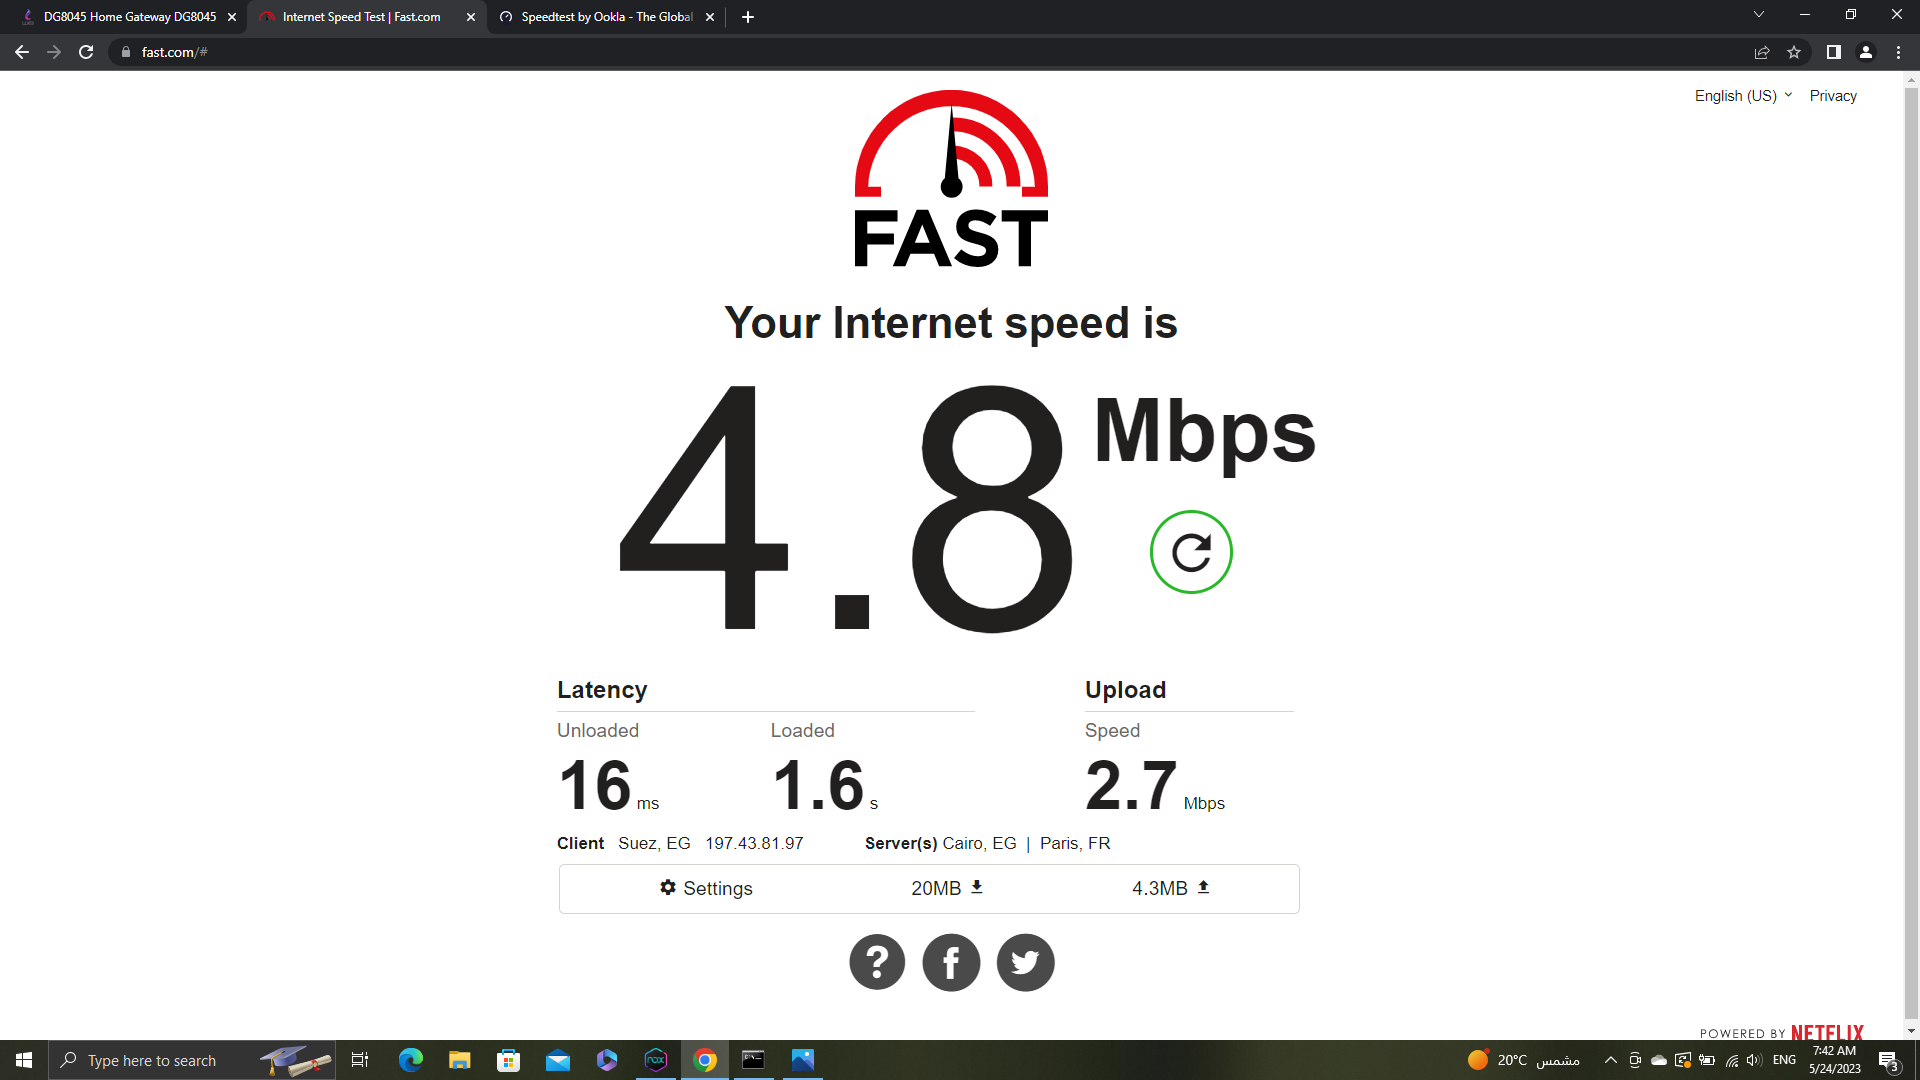 DG8045 Home Gateway DG8045
Internet Speed Test | Fast.com
Speedtest by Ookla - The Global
fast.com/#
English (US)
Privacy
FAST
Your Internet speed is
4.8 Mbps
Latency
Upload
Unloaded
Loaded
Speed
16 ms
1.6 s
2.7 Mbps
Client Suez, EG 197.43.81.97
Server(s) Cairo, EG | Paris, FR
Settings
20MB
4.3MB
POWERED BY NETFLIX
Type here to search
20°C مشمس
ENG
7:42 AM
5/24/2023
3